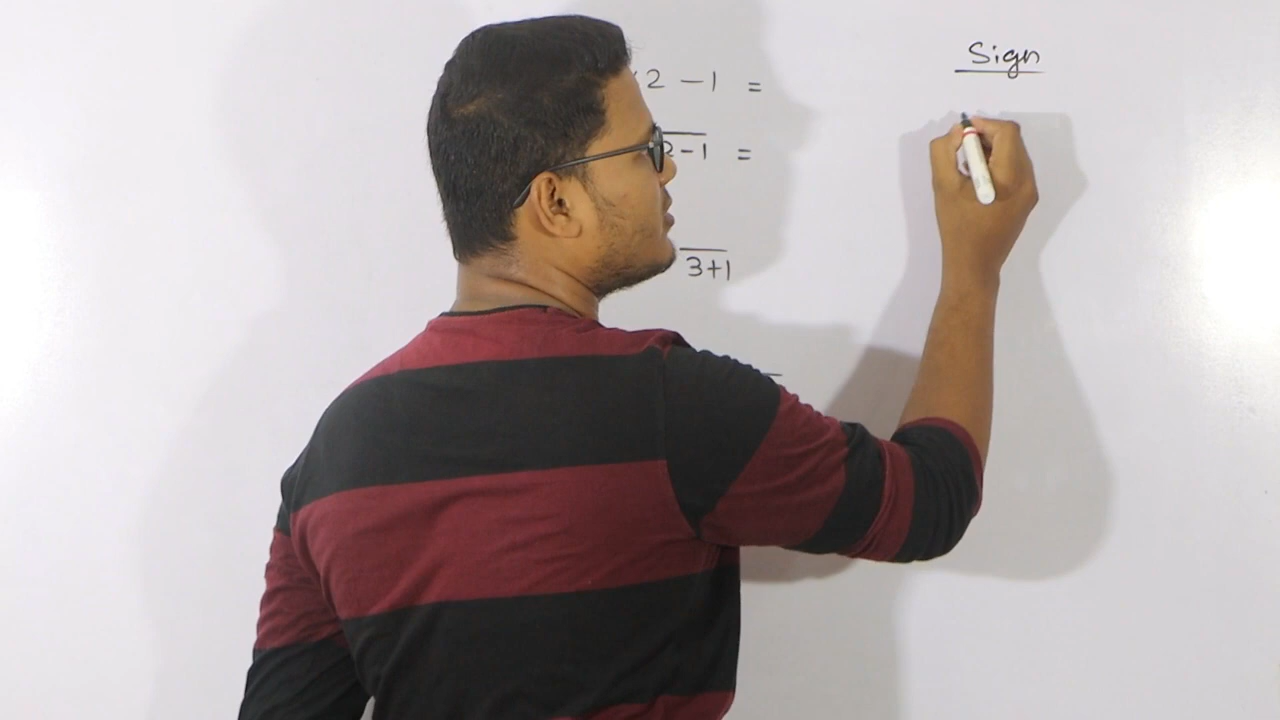 Sign
2 - 1 =
2-1 =
3+1